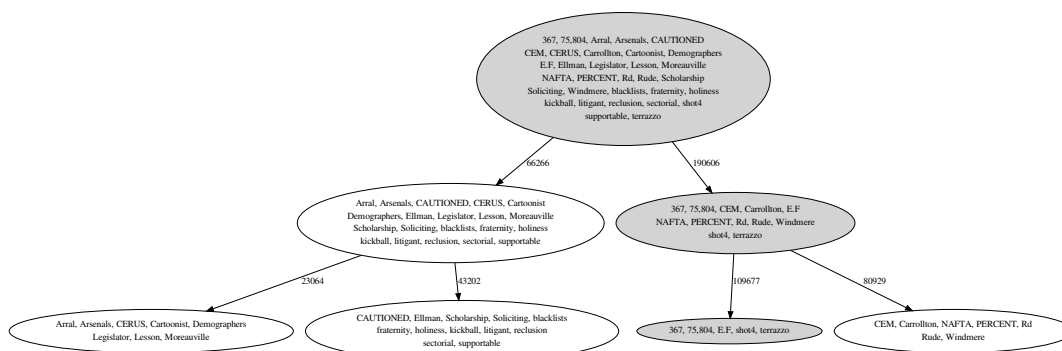 367, 75,804, Arral, Arsenals, CAUTIONED
CEM, CERUS, Carrollton, Cartoonist, Demographers
E.F, Ellman, Legislator, Lesson, Moreauville
NAFTA, PERCENT, Rd, Rude, Scholarship
Soliciting, Windmere, blacklists, fraternity, holiness
kickball, litigant, reclusion, sectorial, shot4
supportable, terrazzo
66266
190606
Arral, Arsenals, CAUTIONED, CERUS, Cartoonist
Demographers, Ellman, Legislator, Lesson, Moreauville
Scholarship, Soliciting, blacklists, fraternity, holiness
kickball, litigant, reclusion, sectorial, supportable
367, 75,804, CEM, Carrollton, E.F
NAFTA, PERCENT, Rd, Rude, Windmere
shot4, terrazzo
23064
43202
109677
80929
Arral, Arsenals, CERUS, Cartoonist, Demographers
Legislator, Lesson, Moreauville
CAUTIONED, Ellman, Scholarship, Soliciting, blacklists
fraternity, holiness, kickball, litigant, reclusion
sectorial, supportable
367, 75,804, E.F, shot4, terrazzo
CEM, Carrollton, NAFTA, PERCENT, Rd
Rude, Windmere